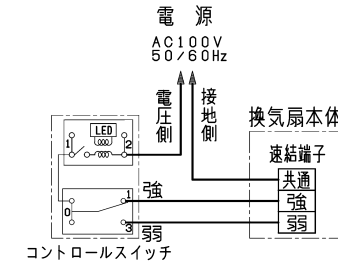 電源
AC100V
50/60Hz
電圧側
接地側
換気扇本体
速結端子
共通
強
弱
LED
1
2
0
1
3
強
弱
コントロールスイッチ